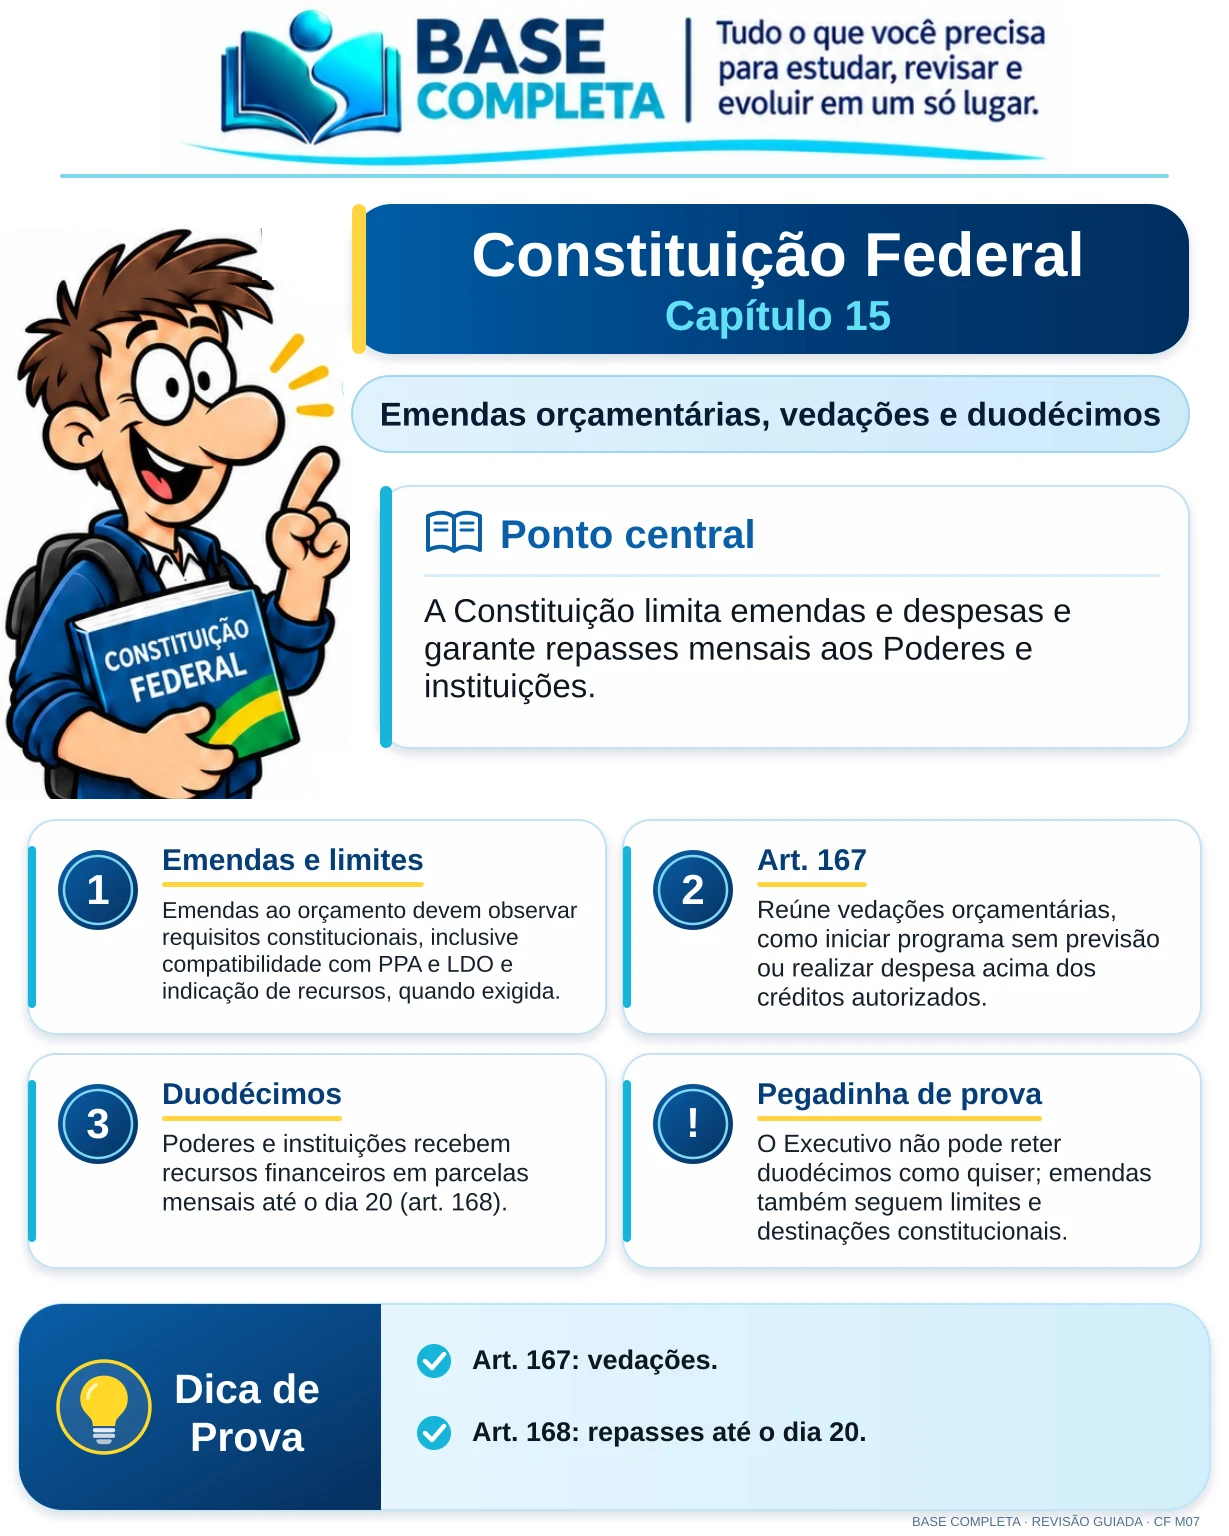 BASE
COMPLETA
Tudo o que você precisa
para estudar, revisar e
evoluir em um só lugar.
Constituição Federal
Capítulo 15
Emendas orçamentárias, vedações e duodécimos
CONSTITUIÇÃO
FEDERAL
Ponto central
A Constituição limita emendas e despesas e
garante repasses mensais aos Poderes e
instituições.
1
Emendas e limites
Emendas ao orçamento devem observar
requisitos constitucionais, inclusive
compatibilidade com PPA e LDO e
indicação de recursos, quando exigida.
2
Art. 167
Reúne vedações orçamentárias,
como iniciar programa sem previsão
ou realizar despesa acima dos
créditos autorizados.
3
Duodécimos
Poderes e instituições recebem
recursos financeiros em parcelas
mensais até o dia 20 (art. 168).
!
Pegadinha de prova
O Executivo não pode reter
duodécimos como quiser; emendas
também seguem limites e
destinações constitucionais.
Dica de
Prova
Art. 167: vedações.
Art. 168: repasses até o dia 20.
BASE COMPLETA · REVISÃO GUIADA · CF M07